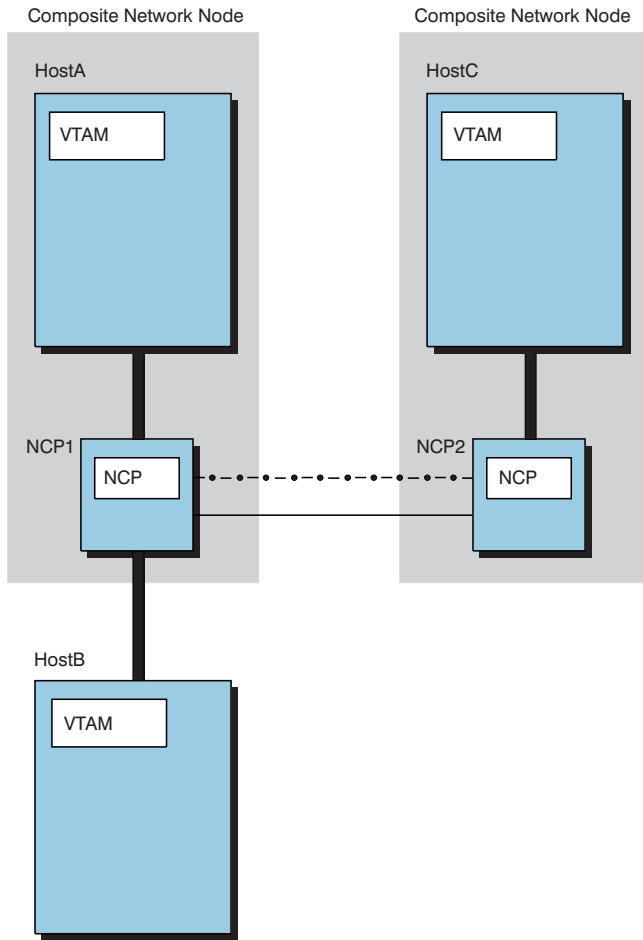 Composite Network Node
Composite Network Node
HostA
HostC
VTAM
VTAM
NCP1
NCP2
NCP
NCP
HostB
VTAM